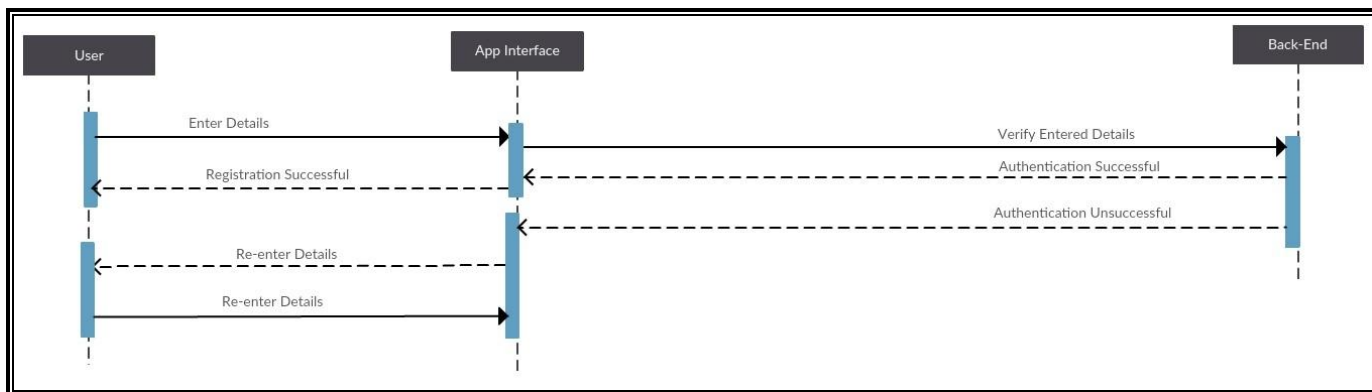 User
App Interface
Back-End
Enter Details
Verify Entered Details
Authentication Successful
Registration Successful
Authentication Unsuccessful
Re-enter Details
Re-enter Details